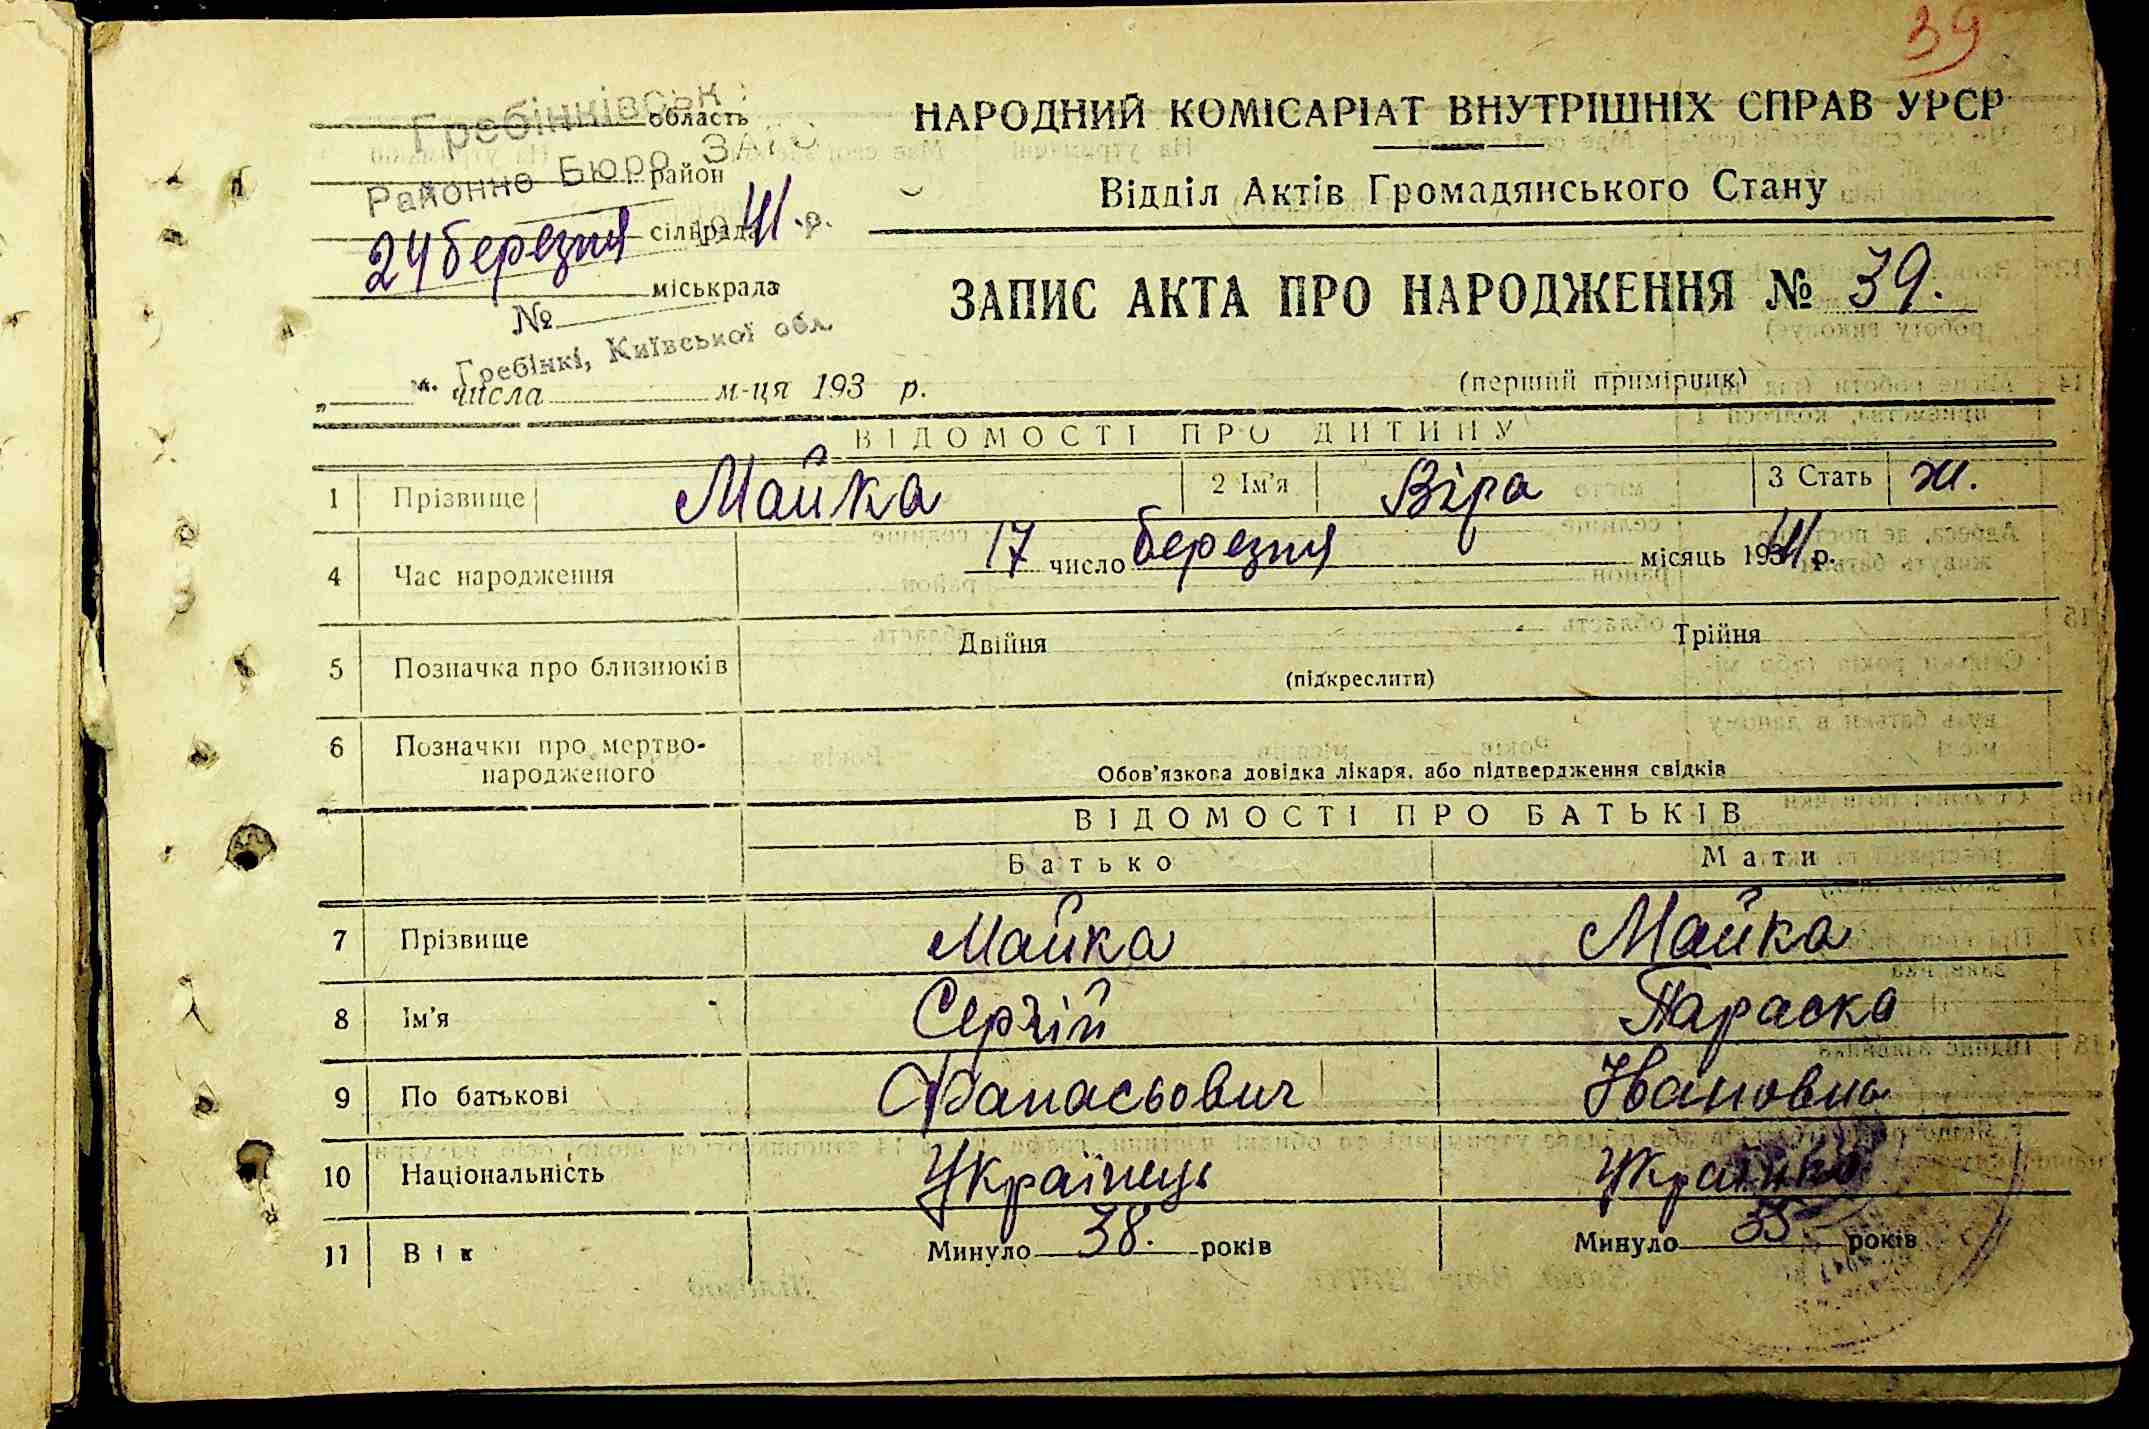 39
Гребінківськ
область
Районне Бюро ЗАГС
район
24 березня 1941 р.
сільрада
міськрада
№
м. Гребінкі, Київської обл.
„ числа м-ця 193 р.
НАРОДНИЙ КОМІСАРІАТ ВНУТРІШНІХ СПРАВ УРСР
Відділ Актів Громадянського Стану
ЗАПИС АКТА ПРО НАРОДЖЕННЯ № 39.
(перший примірник)
ВІДОМОСТІ ПРО ДИТИНУ
1 Прізвище Майка 2 Ім'я Віра 3 Стать ж.
4 Час народження 17 число березня місяць 1941 р.
5 Позначка про близнюків Двійня Трійня
(підкреслити)
6 Позначки про мертво-
народженого
Обов'язкова довідка лікаря, або підтвердження свідків
ВІДОМОСТІ ПРО БАТЬКІВ
Батько Мати
7 Прізвище Майка Майка
8 Ім'я Сергій Параска
9 По батькові Опанасьович Ивановна
10 Національність Українець Українка
11 Вік Минуло 38. років Минуло 35. років